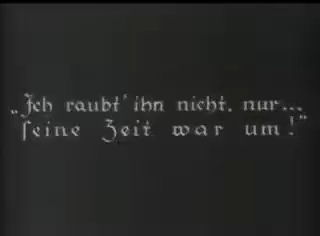 „Ich raubt' ihn nicht, nur...
seine Zeit war um!"